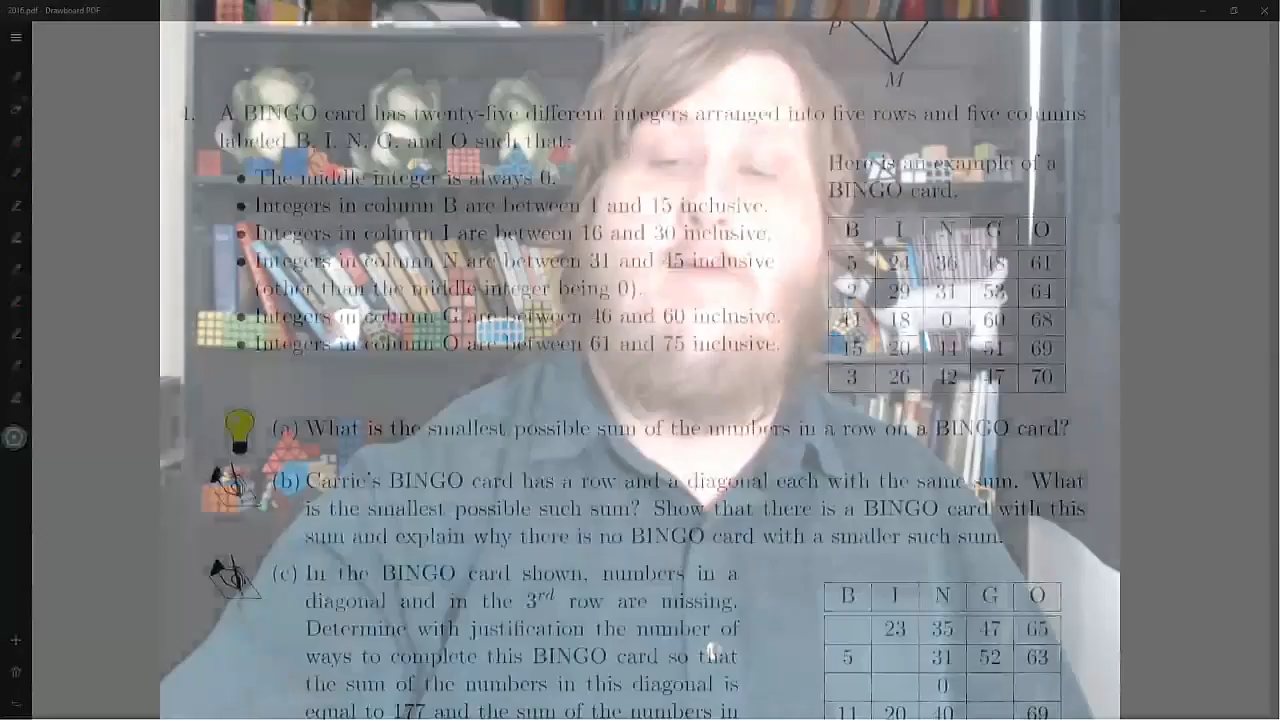 2016.pdf - Drawboard PDF
P
M
1. A BINGO card has twenty-five different integers arranged into five rows and five columns
labeled B, I, N, G, and O such that:
• The middle integer is always 0.
• Integers in column B are between 1 and 15 inclusive.
• Integers in column I are between 16 and 30 inclusive.
• Integers in column N are between 31 and 45 inclusive
(other than the middle integer being 0).
• Integers in column G are between 46 and 60 inclusive.
• Integers in column O are between 61 and 75 inclusive.
Here is an example of a
BINGO card.
B I N G O
5 24 36 48 61
2 29 31 53 64
11 18 0 60 68
15 20 44 51 69
3 26 42 47 70
(a) What is the smallest possible sum of the numbers in a row on a BINGO card?
(b) Carrie's BINGO card has a row and a diagonal each with the same sum. What
is the smallest possible such sum? Show that there is a BINGO card with this
sum and explain why there is no BINGO card with a smaller such sum.
(c) In the BINGO card shown, numbers in a
diagonal and in the 3rd row are missing.
Determine with justification the number of
ways to complete this BINGO card so that
the sum of the numbers in this diagonal is
equal to 177 and the sum of the numbers in
B I N G O
23 35 47 65
5 31 52 63
0
11 20 40 69